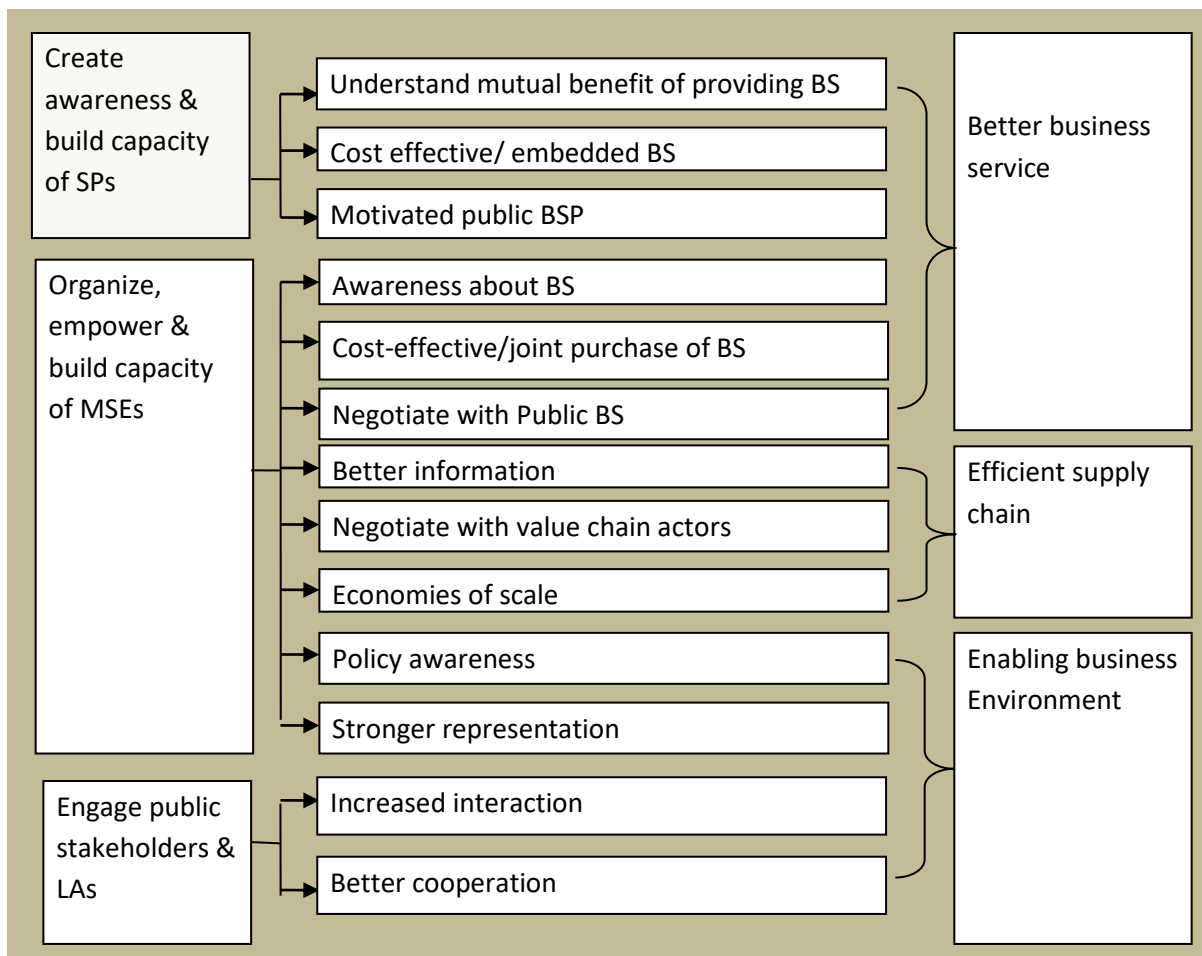 Create
awareness &
build capacity
of SPs
Understand mutual benefit of providing BS
Cost effective/ embedded BS
Motivated public BSP
Organize,
empower &
build capacity
of MSEs
Awareness about BS
Cost-effective/joint purchase of BS
Negotiate with Public BS
Better information
Negotiate with value chain actors
Economies of scale
Policy awareness
Stronger representation
Engage public
stakeholders &
LAs
Increased interaction
Better cooperation
Better business
service
Efficient supply
chain
Enabling business
Environment